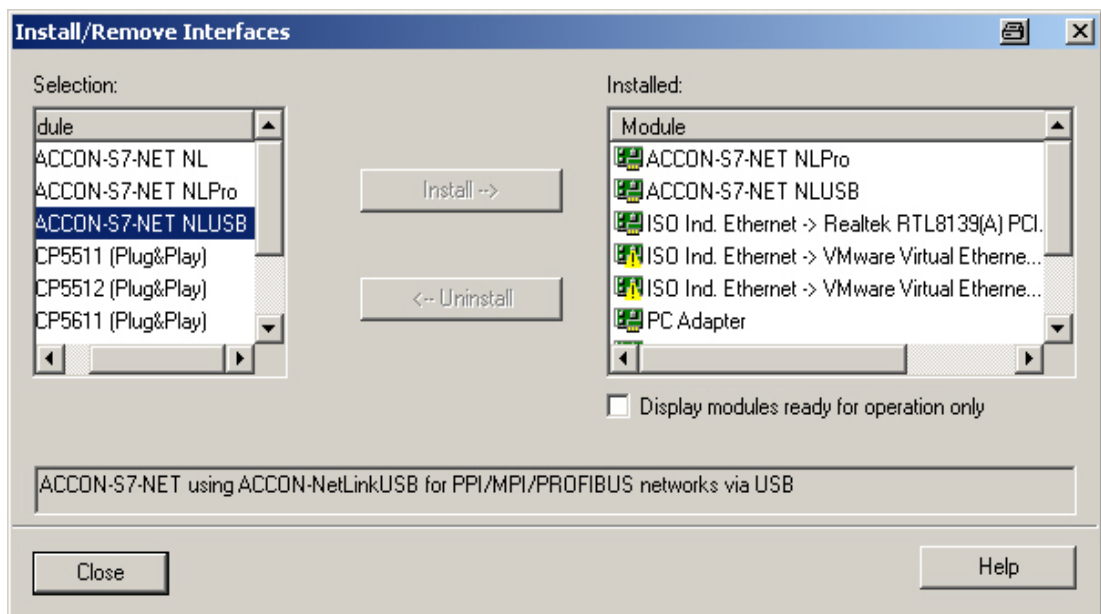 Install/Remove Interfaces
Selection:
dule
ACCON-S7-NET NL
ACCON-S7-NET NLPro
ACCON-S7-NET NLUSB
CP5511 (Plug&Play)
CP5512 (Plug&Play)
CP5611 (Plug&Play)
Install -->
<-- Uninstall
Installed:
Module
ACCON-S7-NET NLPro
ACCON-S7-NET NLUSB
ISO Ind. Ethernet -> Realtek RTL8139(A) PCI.
ISO Ind. Ethernet -> VMware Virtual Etherne...
ISO Ind. Ethernet -> VMware Virtual Etherne...
PC Adapter
Display modules ready for operation only
ACCON-S7-NET using ACCON-NetLinkUSB for PPI/MPI/PROFIBUS networks via USB
Close
Help